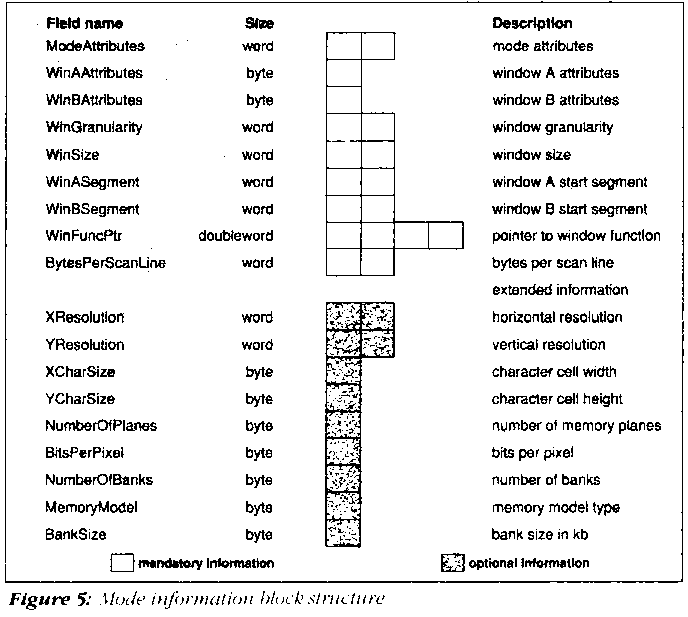 Field name Size Description
ModeAttributes word mode attributes
WinAAttributes byte window A attributes
WinBAttributes byte window B attributes
WinGranularity word window granularity
WinSize word window size
WinASegment word window A start segment
WinBSegment word window B start segment
WinFuncPtr doubleword pointer to window function
BytesPerScanLine word bytes per scan line
extended information
XResolution word horizontal resolution
YResolution word vertical resolution
XCharSize byte character cell width
YCharSize byte character cell height
NumberOfPlanes byte number of memory planes
BitsPerPixel byte bits per pixel
NumberOfBanks byte number of banks
MemoryModel byte memory model type
BankSize byte bank size in kb
mandatory information optional information
Figure 5: Mode information block structure